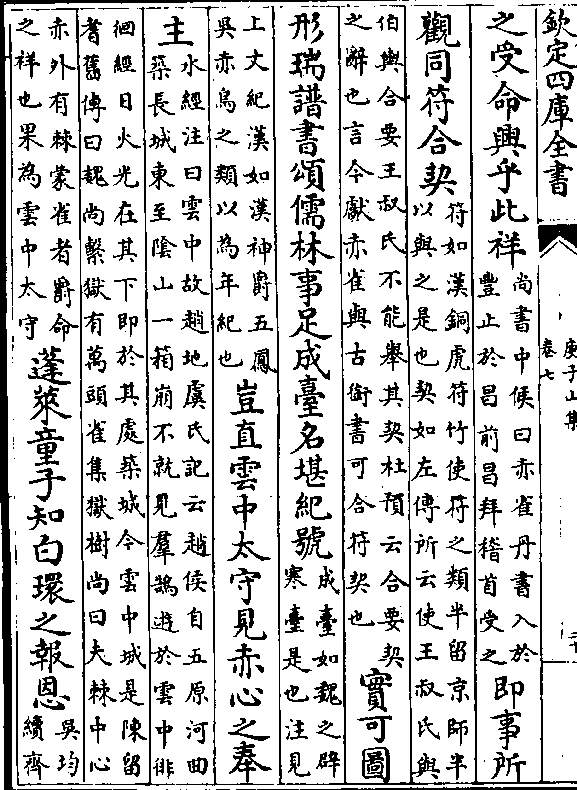 欽定四庫全書
庾子山集
卷七
之受命興乎此祥尚書中候曰赤雀丹書入於豐止於昌前昌拜稽首受之即事所
觀同符合契符如漢銅虎符竹使符之類半留京師半以與之是也契如左傳所云使王叔氏與
伯輿合要王叔氏不能舉其契杜預云合要契之辭也言今獻赤雀與古銜書可合符契也實可圖
形瑞譜書頌儒林事足成臺名堪紀號成臺如魏之辟寒臺是也注見
上文紀漢如漢神爵五鳳吳赤烏之類以為年紀也豈直雲中太守見赤心之奉
主水經注曰雲中故趙地虞氏記云趙侯自五原河曲築長城東至陰山一箱崩不就見羣鵠遊於雲中徘
徊經日火光在其下即於其處築城今雲中城是陳留耆舊傳曰魏尚繫獄有萬頭雀集獄樹尚曰夫棘中心
赤外有棘蒙雀者爵命之祥也果為雲中太守蓬萊童子知白環之報恩吳均續齊